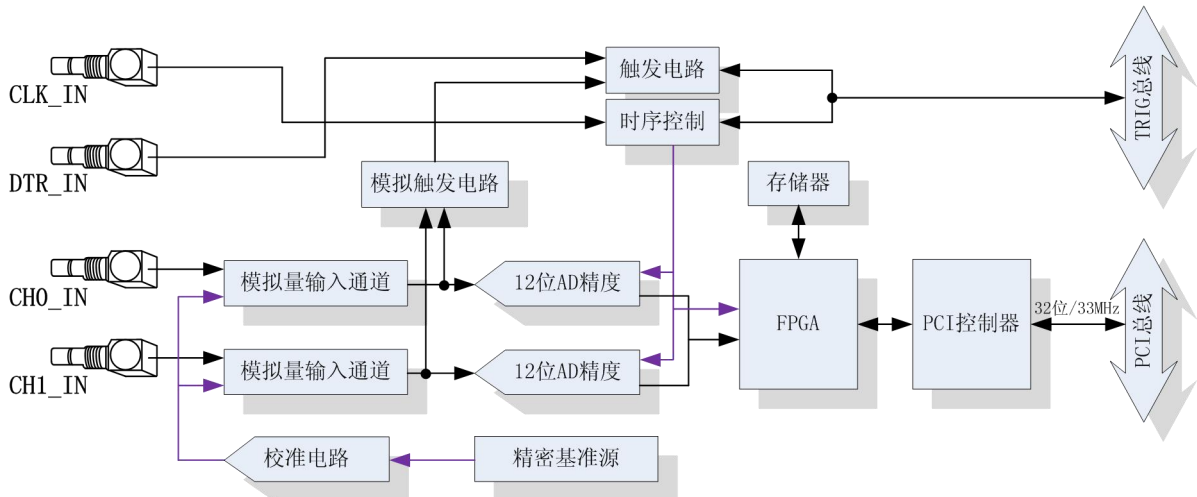 CLK_IN
DTR_IN
CH0_IN
CH1_IN
触发电路
时序控制
模拟触发电路
存储器
模拟量输入通道
12位AD精度
模拟量输入通道
12位AD精度
FPGA
PCI控制器
32位/33MHz
校准电路
精密基准源
TRIG总线
PCI总线